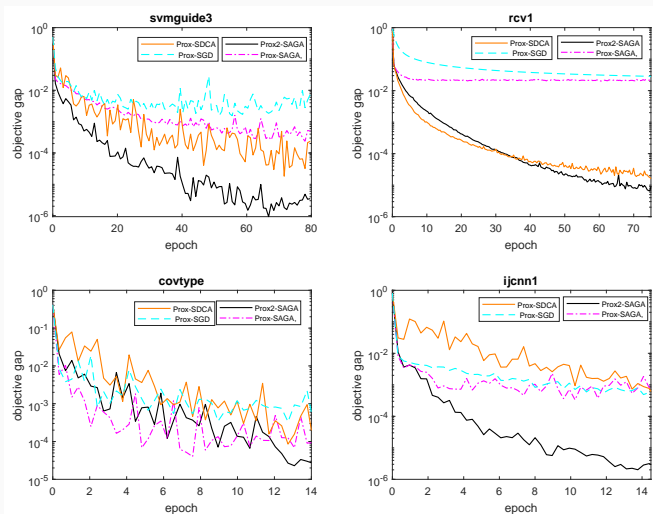 svmguide3
10^0
10^-2
10^-4
10^-6
objective gap
0 20 40 60 80
epoch
Prox-SDCA
Prox-SGD
Prox2-SAGA
Prox-SAGA,
rcv1
10^0
10^-2
10^-4
10^-6
objective gap
0 10 20 30 40 50 60 70
epoch
Prox-SDCA
Prox-SGD
Prox2-SAGA
Prox-SAGA,
covtype
10^0
10^-1
10^-2
10^-3
10^-4
10^-5
objective gap
0 2 4 6 8 10 12 14
epoch
Prox-SDCA
Prox-SGD
Prox2-SAGA
Prox-SAGA,
ijcnn1
10^0
10^-2
10^-4
10^-6
objective gap
0 2 4 6 8 10 12 14
epoch
Prox-SDCA
Prox-SGD
Prox2-SAGA
Prox-SAGA,